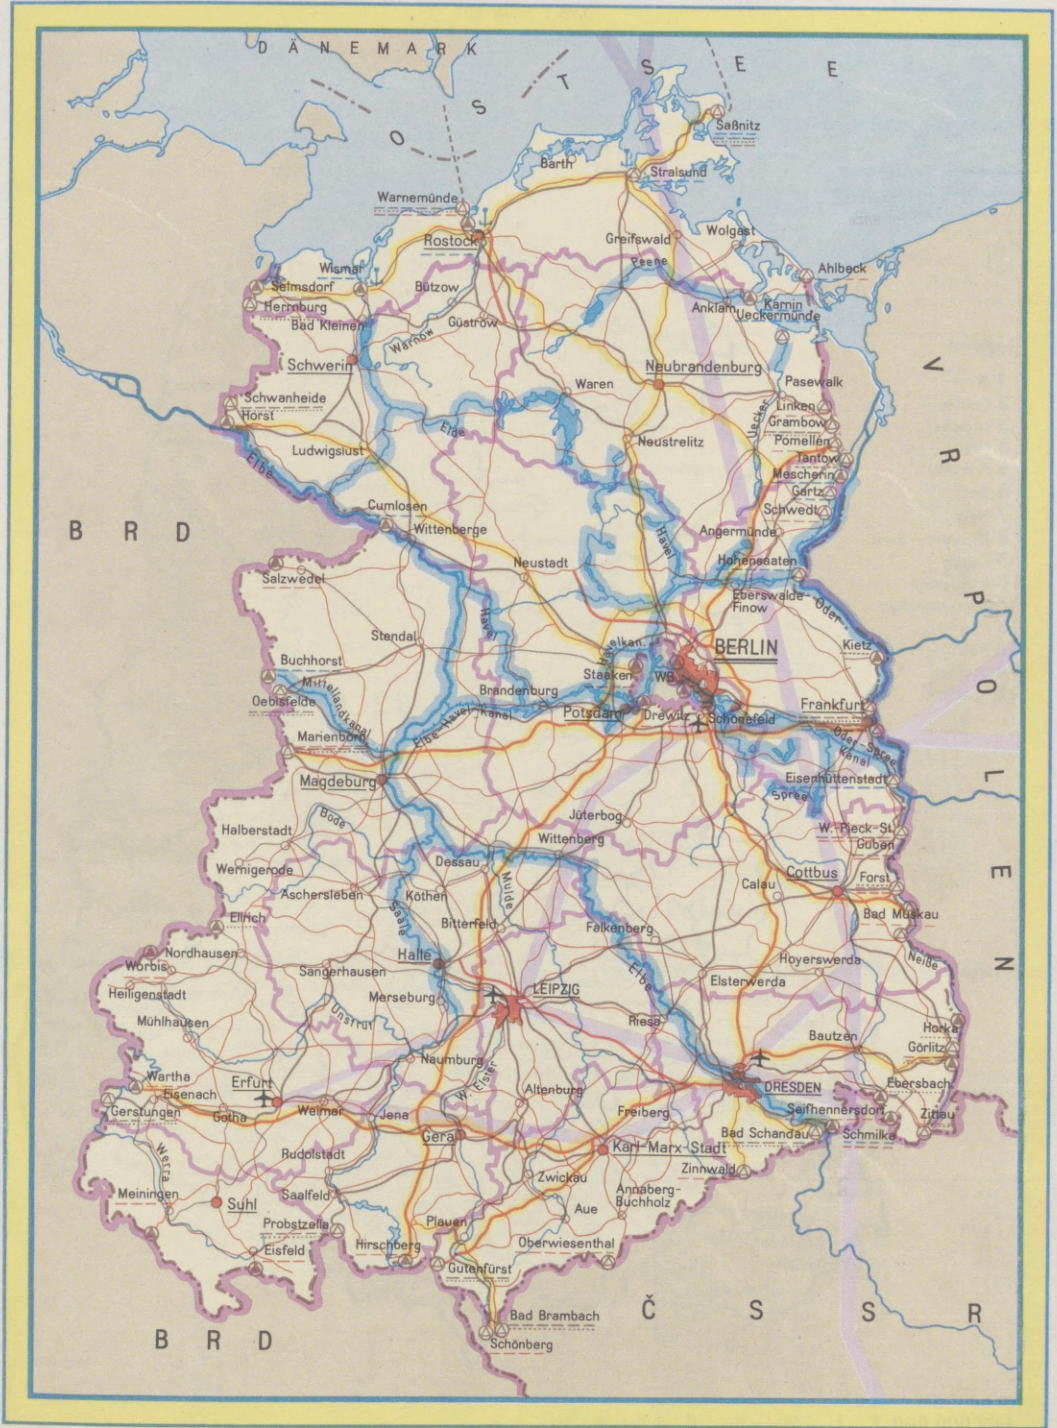 DÄNEMARK
OSTSEE
Saßnitz
Barth
Stralsund
Warnemünde
Rostock
Greifswald
Wolgast
Peene
Ahlbeck
Wismar
Selmsdorf
Bützow
Anklam
Kamin
Herrnburg
Ueckermünde
Bad Kleinen
Güstrow
Warnow
Schwerin
Neubrandenburg
VR POLEN
Waren
Pasewalk
Schwanheide
Linken
Horst
Uecker
Grambow
Elde
Pomellen
Neustrelitz
Ludwigslust
Tantow
Elbe
Mescherin
Gartz
Cumlosen
Schwedt
BRD
Wittenberge
Angermünde
Havel
Neustadt
Hohensaaten
Salzwedel
Eberswalde-
Finow
Oder
Havel
Stendal
BERLIN
Kietz
Havelkan.
Buchhorst
Staaken
WB
Mittellandkanal
Brandenburg
Oebisfelde
Frankfurt
Elbe-Havel-Kanal
Potsdam
Drewitz
Schönefeld
Marienborn
Oder-Spree-
Kanal
Magdeburg
Eisenhüttenstadt
Spree
Bode
Jüterbog
Halberstadt
W.-Pieck-St.
Guben
Wittenberg
Wernigerode
Dessau
Mulde
Cottbus
Forst
Aschersleben
Köthen
Calau
Saale
Bad Muskau
Ellrich
Bitterfeld
Falkenberg
Nordhausen
Halle
Neiße
Worbis
Sangerhausen
Elbe
Hoyerswerda
Heiligenstadt
Merseburg
LEIPZIG
Elsterwerda
Mühlhausen
Unstrut
Riesa
Horka
Bautzen
Görlitz
Naumburg
Wartha
W. Elster
Erfurt
Altenburg
DRESDEN
Ebersbach
Eisenach
Gerstungen
Gotha
Weimar
Jena
Freiberg
Seifhennersdorf
Zittau
Gera
Bad Schandau
Schmilka
Karl-Marx-Stadt
Werra
Rudolstadt
Zinnwald
Zwickau
Meiningen
Saalfeld
Annaberg-
Buchholz
Suhl
Aue
Probstzella
Plauen
Eisfeld
Hirschberg
Oberwiesenthal
Gutenfürst
ČSSR
Bad Brambach
BRD
Schönberg